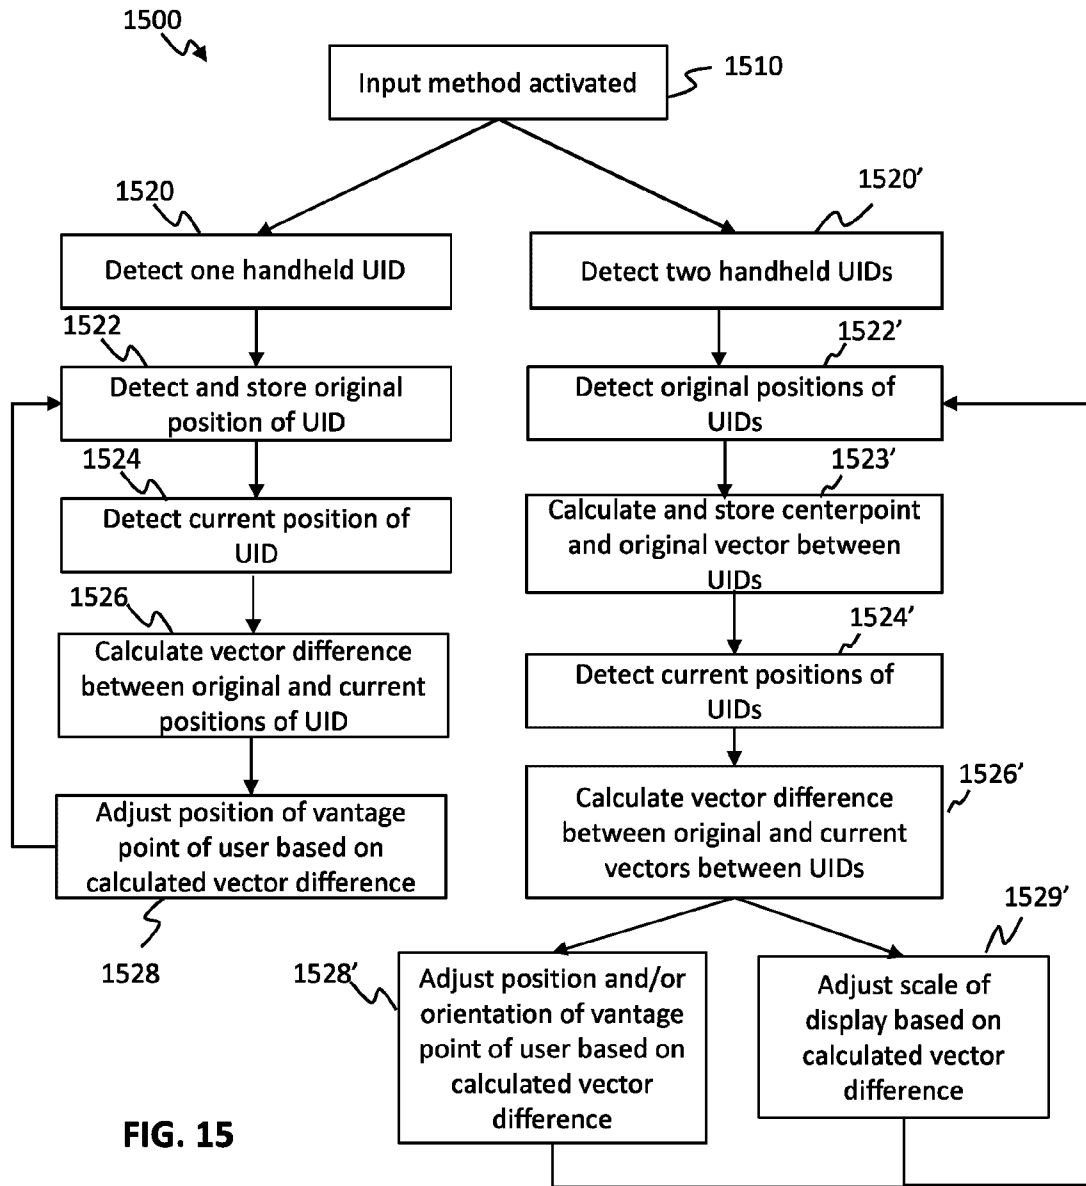 1500
Input method activated
1510
1520
1520’
Detect one handheld UID
Detect two handheld UIDs
1522
1522’
Detect and store original
position of UID
Detect original positions of
UIDs
1524
1523’
Detect current position of
UID
Calculate and store centerpoint
and original vector between
UIDs
1526
1524’
Calculate vector difference
between original and current
positions of UID
Detect current positions of
UIDs
1526’
Adjust position of vantage
point of user based on
calculated vector difference
Calculate vector difference
between original and current
vectors between UIDs
1528
1528’
1529’
Adjust position and/or
orientation of vantage
point of user based on
calculated vector
difference
Adjust scale of
display based on
calculated vector
difference
FIG. 15